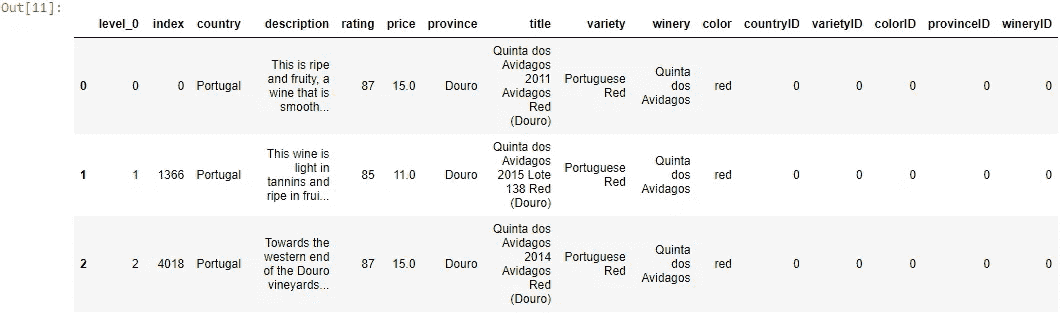 Out[11]:
level_0 index country description rating price province title variety winery color countryID varietyID colorID provinceID wineryID
0
0
0
Portugal
This is ripe
and fruity, a
wine that is
smooth...
87
15.0
Douro
Quinta dos
Avidagos
2011
Avidagos
Red
(Douro)
Portuguese
Red
Quinta
dos
Avidagos
red
0
0
0
0
0
1
1
1366
Portugal
This wine is
light in
tannins and
ripe in frui...
85
11.0
Douro
Quinta dos
Avidagos
2015 Lote
138 Red
(Douro)
Portuguese
Red
Quinta
dos
Avidagos
red
0
0
0
0
0
2
2
4018
Portugal
Towards the
western end
of the Douro
vineyards...
87
15.0
Douro
Quinta dos
Avidagos
2014
Avidagos
Red
(Douro)
Portuguese
Red
Quinta
dos
Avidagos
red
0
0
0
0
0